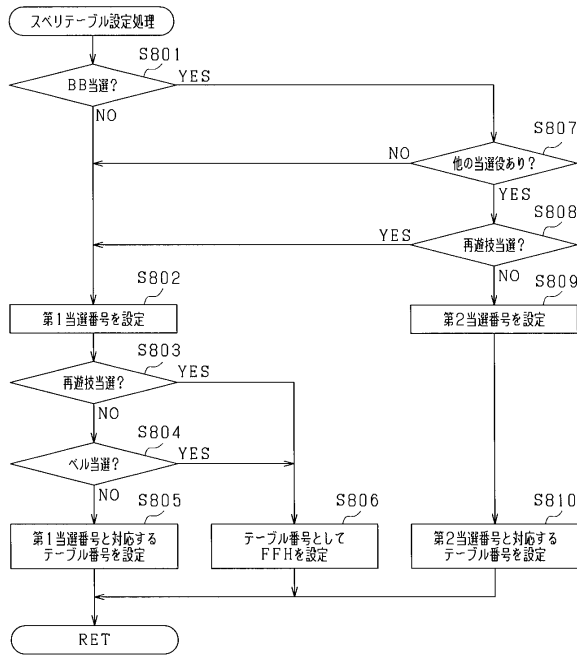 スベリテーブル設定処理
S801
BB当選?
YES
NO
S807
他の当選役あり?
NO
YES
S808
再遊技当選?
YES
NO
S802
第1当選番号を設定
S809
第2当選番号を設定
S803
再遊技当選?
YES
NO
S804
ベル当選?
YES
NO
S805
第1当選番号と対応する
テーブル番号を設定
S806
テーブル番号として
FFHを設定
S810
第2当選番号と対応する
テーブル番号を設定
RET